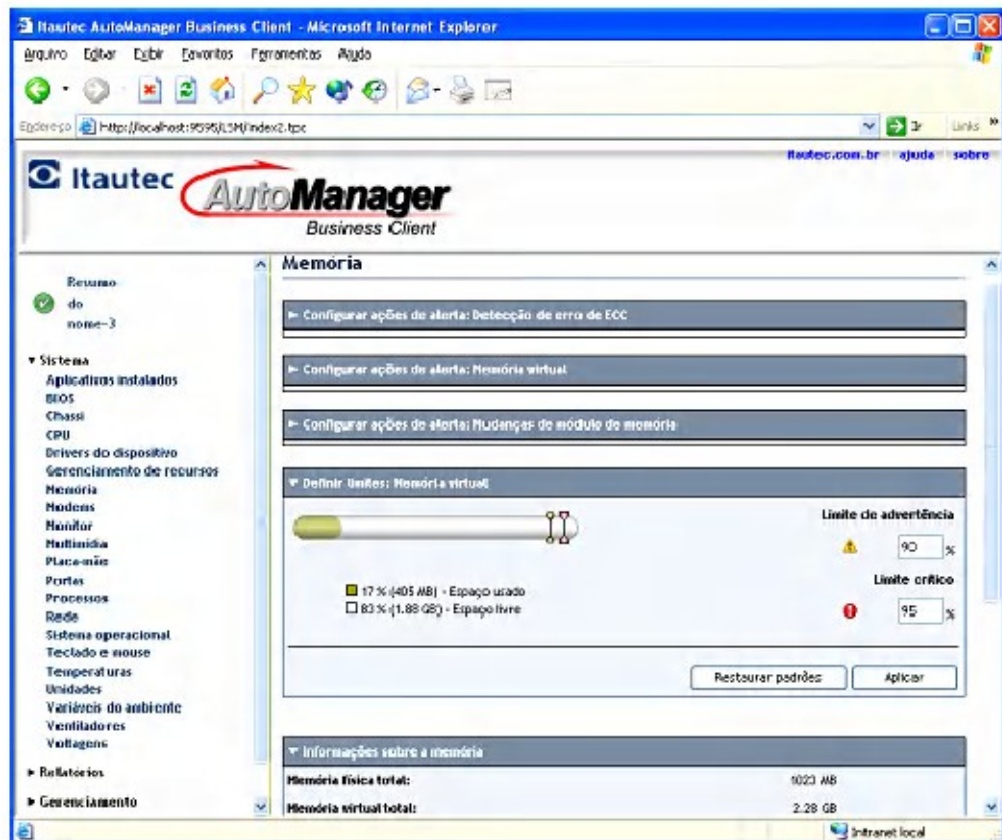 Itautec AutoManager Business Client - Microsoft Internet Explorer
Arquivo Editar Exibir Favoritos Ferramentas Ajuda
Endereço http://localhost:9595/LSM/index2.tpc Ir Links »
itautec.com.br ajuda sobre
Itautec
AutoManager
Business Client
Resumo
do
nome-3
Sistema
Aplicativos instalados
BIOS
Chassi
CPU
Drivers do dispositivo
Gerenciamento de recursos
Memória
Modems
Monitor
Multimídia
Placa-mãe
Portas
Processos
Rede
Sistema operacional
Teclado e mouse
Temperaturas
Unidades
Variáveis do ambiente
Ventiladores
Voltagens
Relatórios
Gerenciamento
Memória
Configurar ações de alerta: Detecção de erro de ECC
Configurar ações de alerta: Memória virtual
Configurar ações de alerta: Mudanças de módulo de memória
Definir limites: Memória virtual
Limite de advertência
90 %
17 % (405 MB) - Espaço usado
83 % (1.88 GB) - Espaço livre
Limite crítico
95 %
Restaurar padrões Aplicar
Informações sobre a memória
Memória física total: 1023 MB
Memória virtual total: 2.28 GB
Intranet local